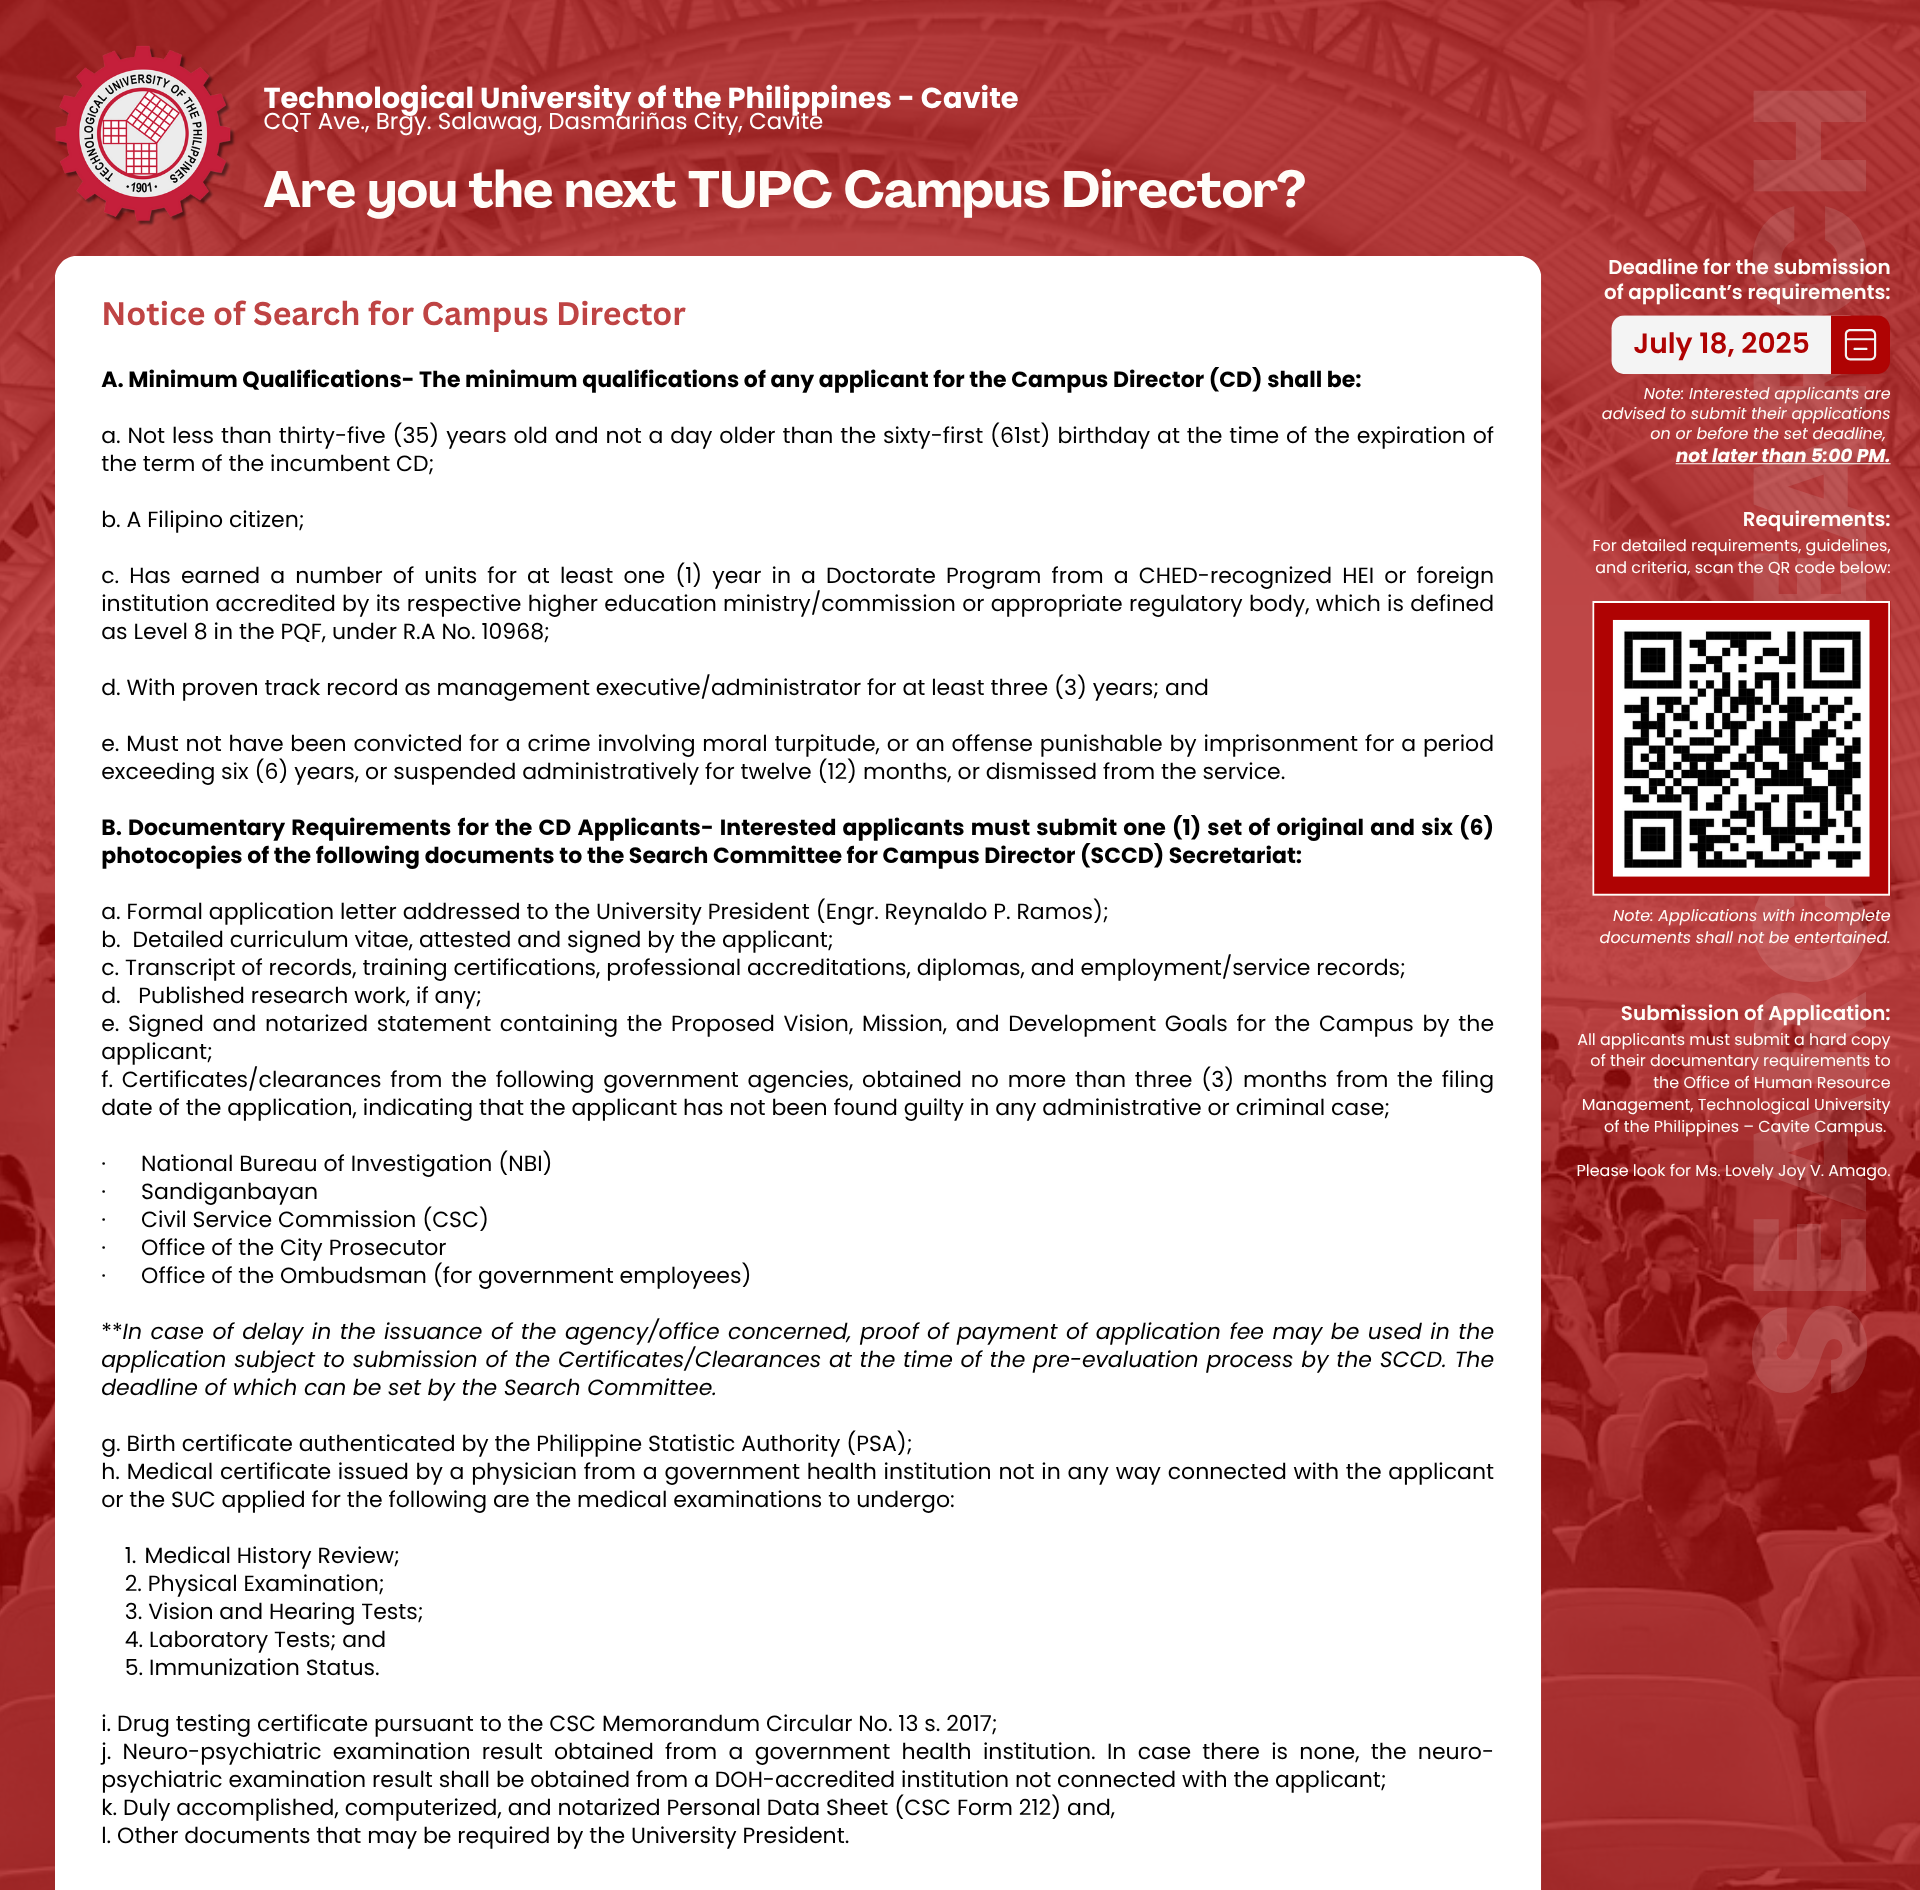 TECHNOLOGICAL UNIVERSITY OF THE PHILIPPINES
• 1901 •
Technological University of the Philippines - Cavite
CQT Ave., Brgy. Salawag, Dasmariñas City, Cavite
Are you the next TUPC Campus Director?
Notice of Search for Campus Director
A. Minimum Qualifications- The minimum qualifications of any applicant for the Campus Director (CD) shall be:
a. Not less than thirty-five (35) years old and not a day older than the sixty-first (61st) birthday at the time of the expiration of
the term of the incumbent CD;
b. A Filipino citizen;
c. Has earned a number of units for at least one (1) year in a Doctorate Program from a CHED-recognized HEI or foreign
institution accredited by its respective higher education ministry/commission or appropriate regulatory body, which is defined
as Level 8 in the PQF, under R.A No. 10968;
d. With proven track record as management executive/administrator for at least three (3) years; and
e. Must not have been convicted for a crime involving moral turpitude, or an offense punishable by imprisonment for a period
exceeding six (6) years, or suspended administratively for twelve (12) months, or dismissed from the service.
B. Documentary Requirements for the CD Applicants- Interested applicants must submit one (1) set of original and six (6)
photocopies of the following documents to the Search Committee for Campus Director (SCCD) Secretariat:
a. Formal application letter addressed to the University President (Engr. Reynaldo P. Ramos);
b. Detailed curriculum vitae, attested and signed by the applicant;
c. Transcript of records, training certifications, professional accreditations, diplomas, and employment/service records;
d. Published research work, if any;
e. Signed and notarized statement containing the Proposed Vision, Mission, and Development Goals for the Campus by the
applicant;
f. Certificates/clearances from the following government agencies, obtained no more than three (3) months from the filing
date of the application, indicating that the applicant has not been found guilty in any administrative or criminal case;
· National Bureau of Investigation (NBI)
· Sandiganbayan
· Civil Service Commission (CSC)
· Office of the City Prosecutor
· Office of the Ombudsman (for government employees)
**In case of delay in the issuance of the agency/office concerned, proof of payment of application fee may be used in the
application subject to submission of the Certificates/Clearances at the time of the pre-evaluation process by the SCCD. The
deadline of which can be set by the Search Committee.
g. Birth certificate authenticated by the Philippine Statistic Authority (PSA);
h. Medical certificate issued by a physician from a government health institution not in any way connected with the applicant
or the SUC applied for the following are the medical examinations to undergo:
1. Medical History Review;
2. Physical Examination;
3. Vision and Hearing Tests;
4. Laboratory Tests; and
5. Immunization Status.
i. Drug testing certificate pursuant to the CSC Memorandum Circular No. 13 s. 2017;
j. Neuro-psychiatric examination result obtained from a government health institution. In case there is none, the neuro-
psychiatric examination result shall be obtained from a DOH-accredited institution not connected with the applicant;
k. Duly accomplished, computerized, and notarized Personal Data Sheet (CSC Form 212) and,
l. Other documents that may be required by the University President.
Deadline for the submission
of applicant's requirements:
July 18, 2025
Note: Interested applicants are
advised to submit their applications
on or before the set deadline,
not later than 5:00 PM.
Requirements:
For detailed requirements, guidelines,
and criteria, scan the QR code below:
Note: Applications with incomplete
documents shall not be entertained.
Submission of Application:
All applicants must submit a hard copy
of their documentary requirements to
the Office of Human Resource
Management, Technological University
of the Philippines – Cavite Campus.
Please look for Ms. Lovely Joy V. Amago.
SEARCH